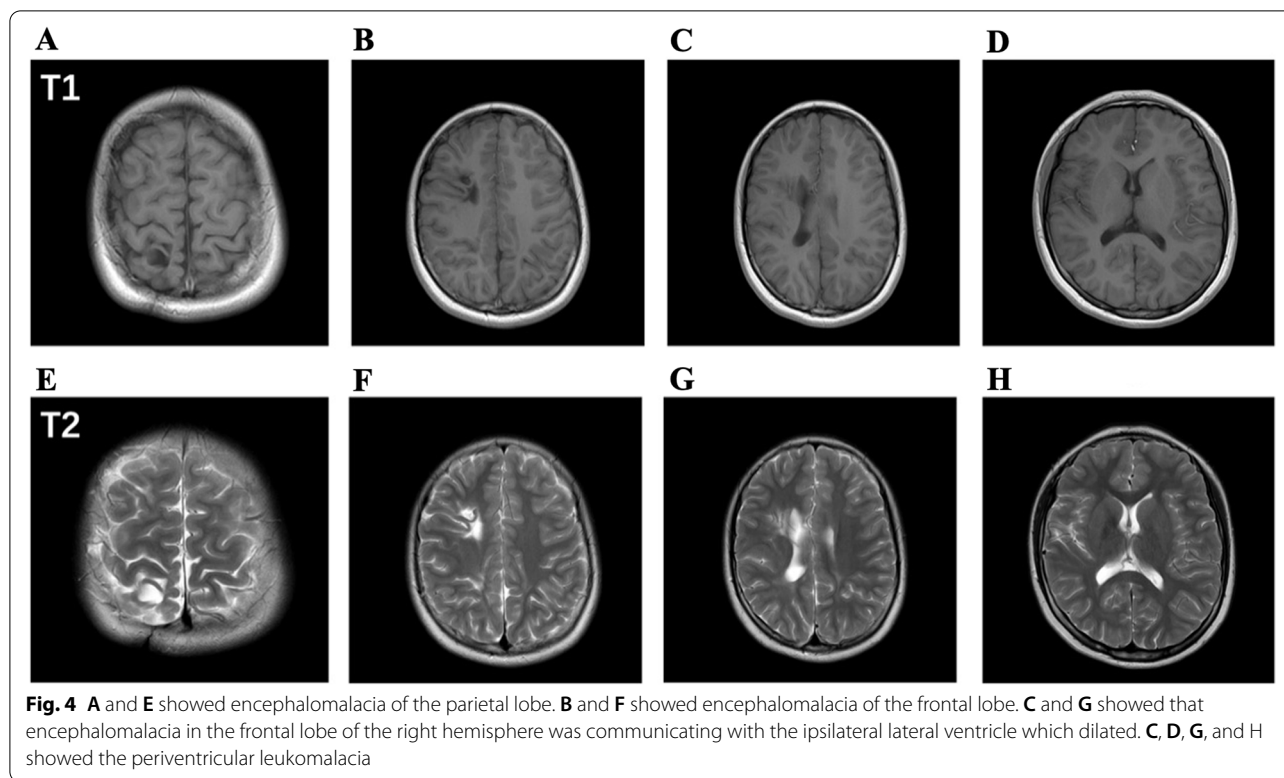 A B C D
T1
E F G H
T2
Fig. 4 A and E showed encephalomalacia of the parietal lobe. B and F showed encephalomalacia of the frontal lobe. C and G showed that
encephalomalacia in the frontal lobe of the right hemisphere was communicating with the ipsilateral lateral ventricle which dilated. C, D, G, and H
showed the periventricular leukomalacia